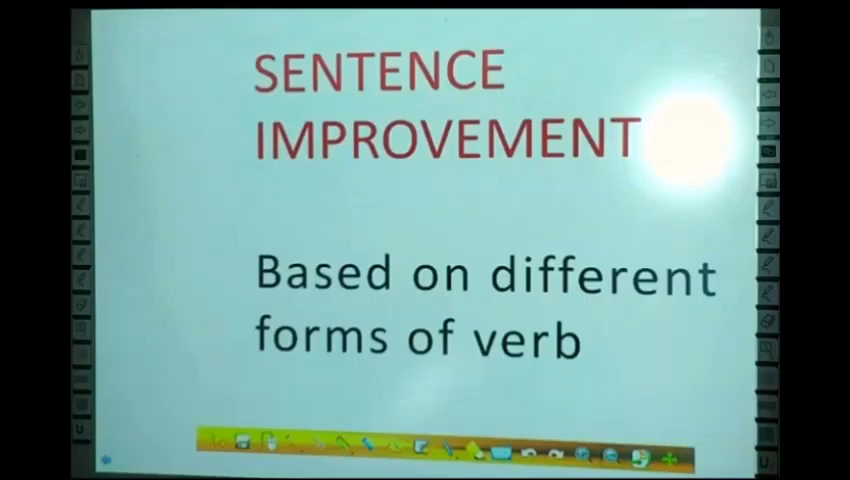 SENTENCE
IMPROVEMENT
Based on different
forms of verb